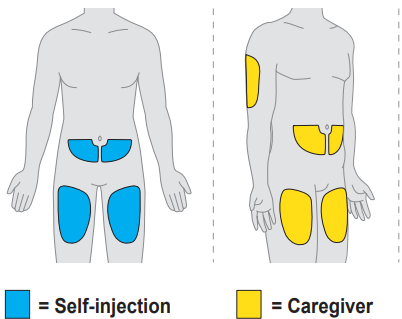 = Self-injection
= Caregiver